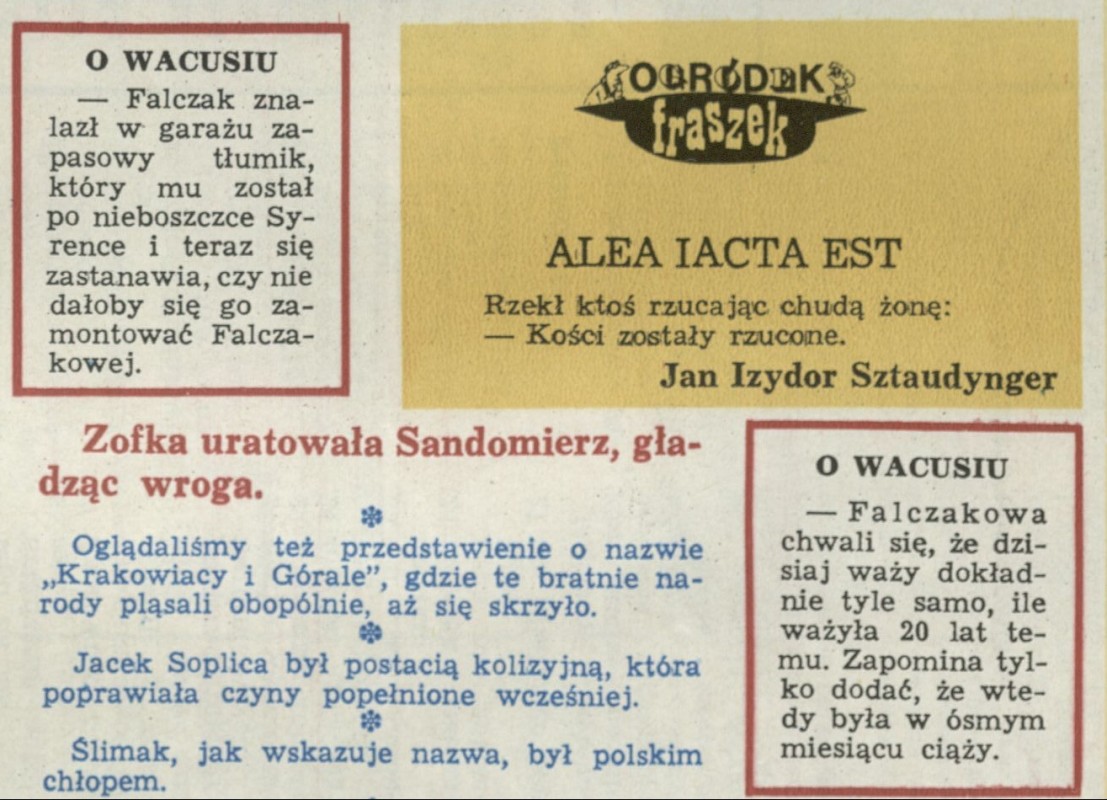 O WACUSIU
— Falczak zna-
lazł w garażu za-
pasowy tłumik,
który mu został
po nieboszczce Sy-
rence i teraz się
zastanawia, czy nie
dałoby się go za-
montować Falcza-
kowej.
OGRÓDEK
fraszek
ALEA IACTA EST
Rzekł ktoś rzucając chudą żonę:
— Kości zostały rzucone.
Jan Izydor Sztaudynger
Zofka uratowała Sandomierz, gła-
dząc wroga.
Oglądaliśmy też przedstawienie o nazwie
„Krakowiacy i Górale”, gdzie te bratnie na-
rody pląsali obopólnie, aż się skrzyło.
Jacek Soplica był postacią kolizyjną, która
poprawiała czyny popełnione wcześniej.
Ślimak, jak wskazuje nazwa, był polskim
chłopem.
O WACUSIU
— Falczakowa
chwali się, że dzi-
siaj waży dokład-
nie tyle samo, ile
ważyła 20 lat te-
mu. Zapomina tyl-
ko dodać, że wte-
dy była w ósmym
miesiącu ciąży.